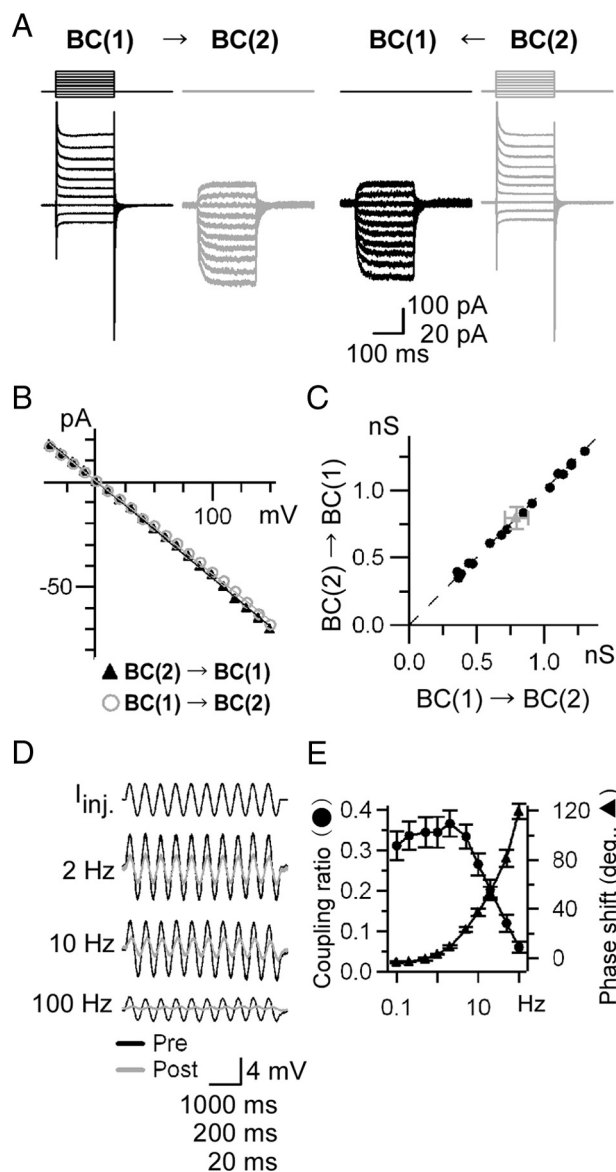 A
BC(1) → BC(2) BC(1) ← BC(2)
100 pA
20 pA
100 ms
B
pA
100
mV
-50
▲ BC(2) → BC(1)
○ BC(1) → BC(2)
C
nS
1.0
0.5
0.0
BC(2) → BC(1)
0.0 0.5 1.0
nS
BC(1) → BC(2)
D
Iinj.
2 Hz
10 Hz
100 Hz
Pre
Post
4 mV
1000 ms
200 ms
20 ms
E
Coupling ratio (●)
0.4
0.3
0.2
0.1
0.0
120
80
40
0
Phase shift (deg., ▲)
0.1 10 Hz